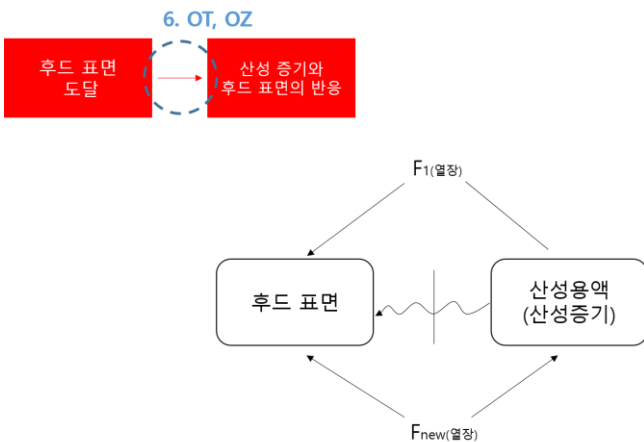 6. OT, OZ
후드 표면
도달
산성 증기와
후드 표면의 반응
F1(열장)
후드 표면
산성용액
(산성증기)
Fnew(열장)